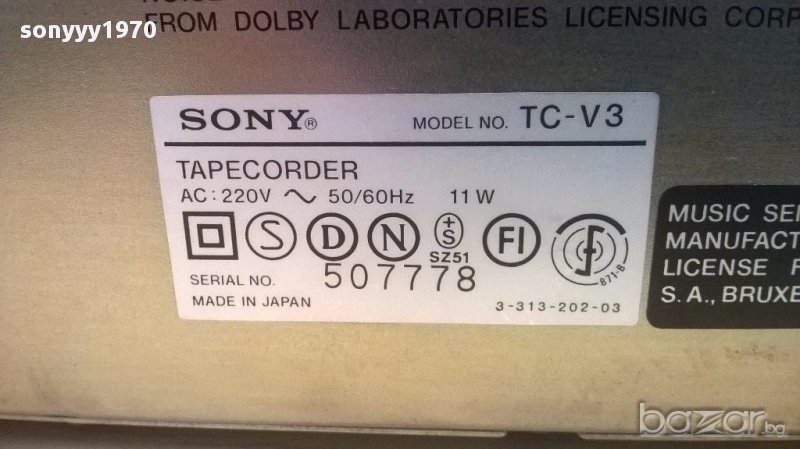 sonyyy1970
FROM DOLBY LABORATORIES LICENSING CORP
SONY® MODEL NO. TC-V3
TAPECORDER
AC : 220V ～ 50/60Hz 11 W
S D N +S FI
SZ51
B71-B
SERIAL NO. 507778
MADE IN JAPAN 3-313-202-03
MUSIC SE
MANUFACT
LICENSE
S. A., BRUXE
bazar.bg